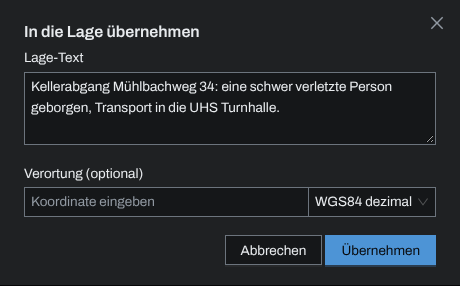 In die Lage übernehmen
Lage-Text
Kellerabgang Mühlbachweg 34: eine schwer verletzte Person
geborgen, Transport in die UHS Turnhalle.
Verortung (optional)
Koordinate eingeben
WGS84 dezimal
Abbrechen
Übernehmen